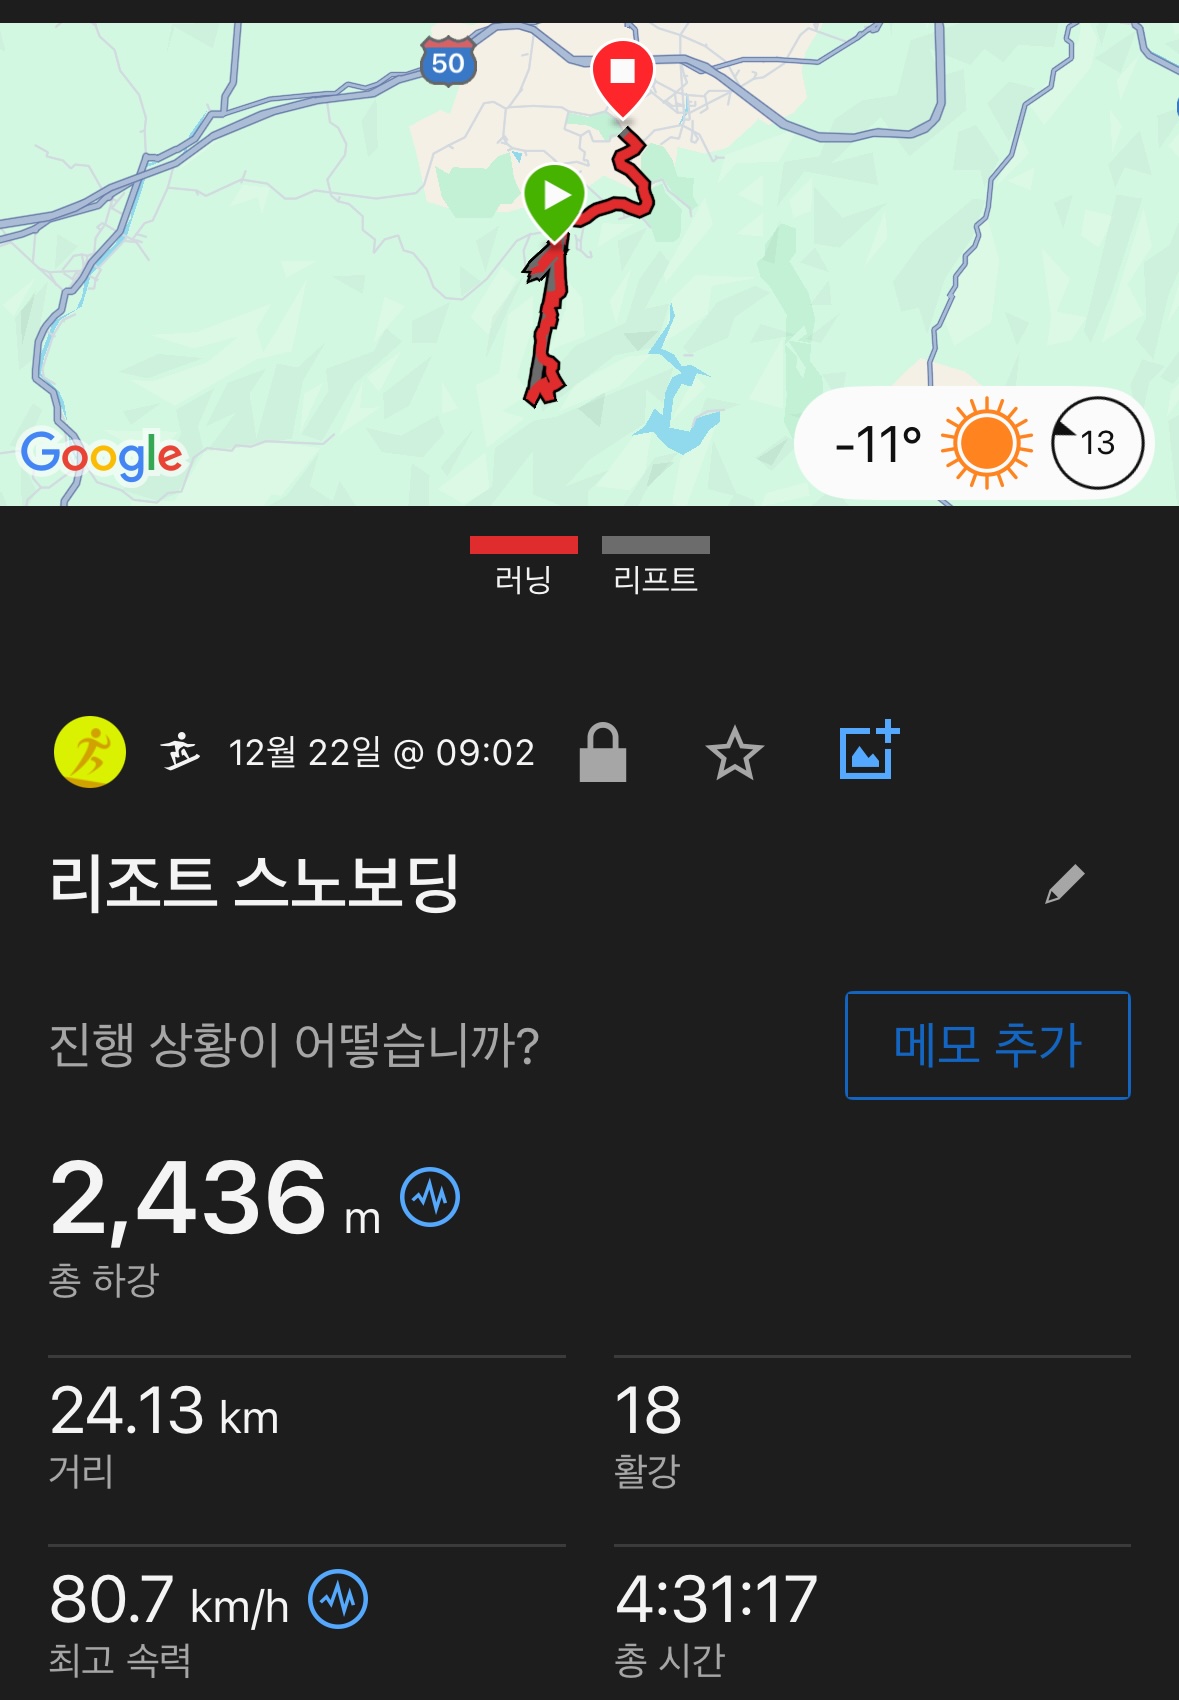 50
-11°
13
Google
러닝 리프트
12월 22일 @ 09:02
리조트 스노보딩
진행 상황이 어떻습니까?
메모 추가
2,436 m
총 하강
24.13 km
거리
18
활강
80.7 km/h
최고 속력
4:31:17
총 시간